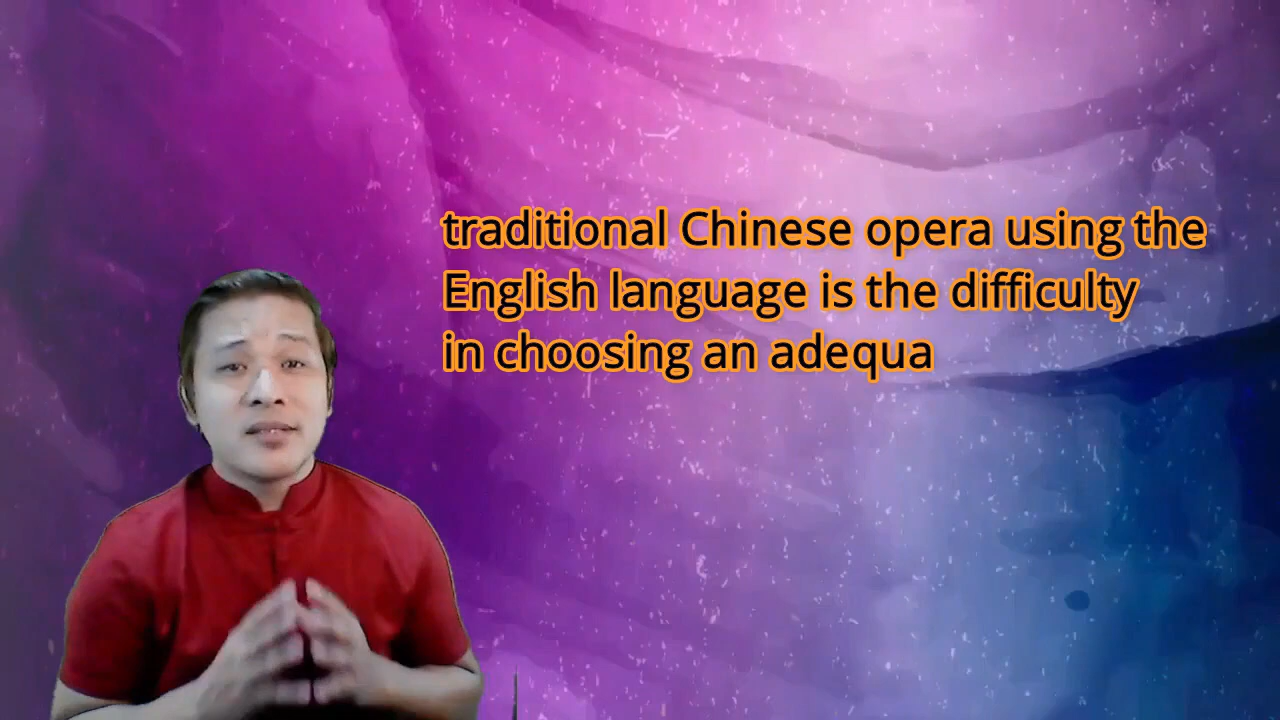 traditional Chinese opera using the
English language is the difficulty
in choosing an adequa